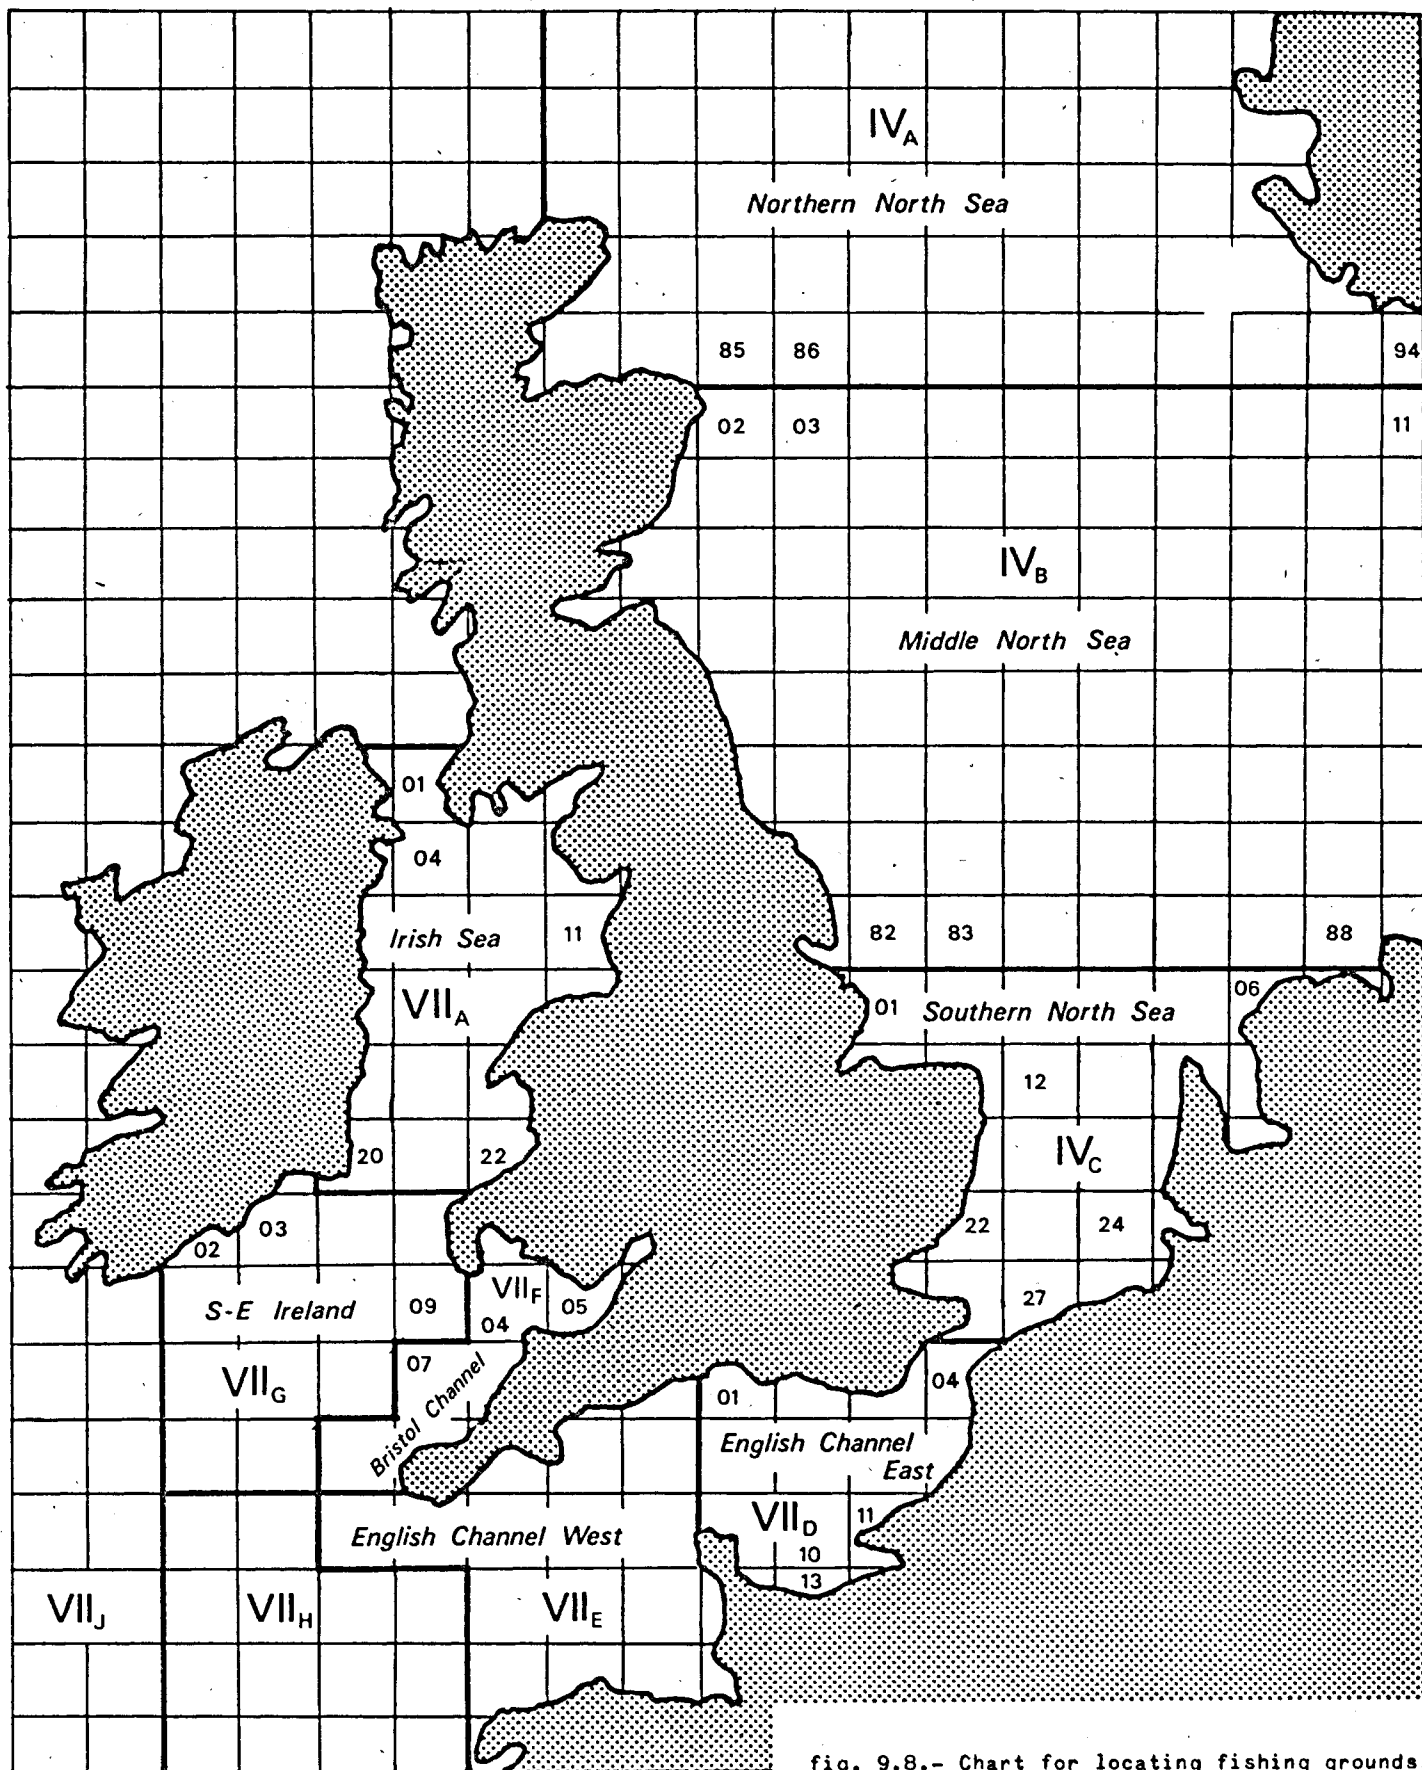 IVA
Northern North Sea
85 86 94
02 03 11
IVB
Middle North Sea
01
04
Irish Sea 11 82 83 88
VIIA 01 Southern North Sea 06
12
20 22 IVC
02 03 22 24
S-E Ireland 09 VIIF 04 05 27
VIIG 07 Bristol Channel 01 04
English Channel
East
English Channel West VIID 11
10
13
VIIJ VIIH VIIE
fig. 9.8.- Chart for locating fishing grounds